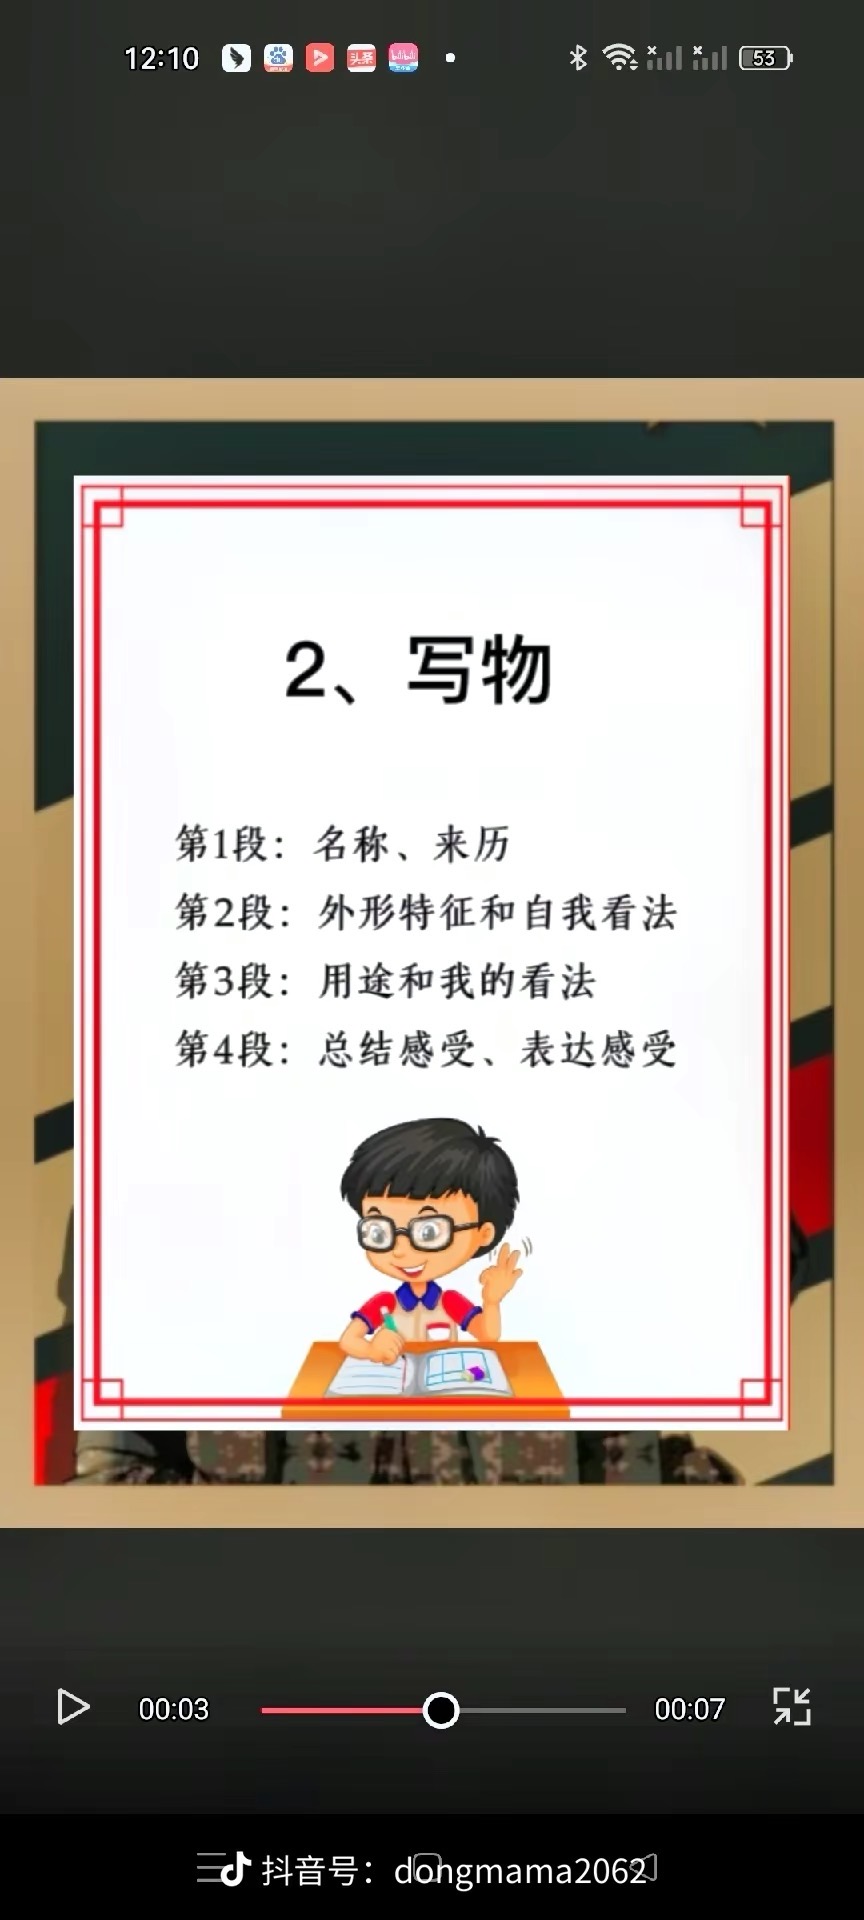 12:10
头条
53
2、写物
第1段：名称、来历
第2段：外形特征和自我看法
第3段：用途和我的看法
第4段：总结感受、表达感受
00:03
00:07
抖音号：dongmama2062